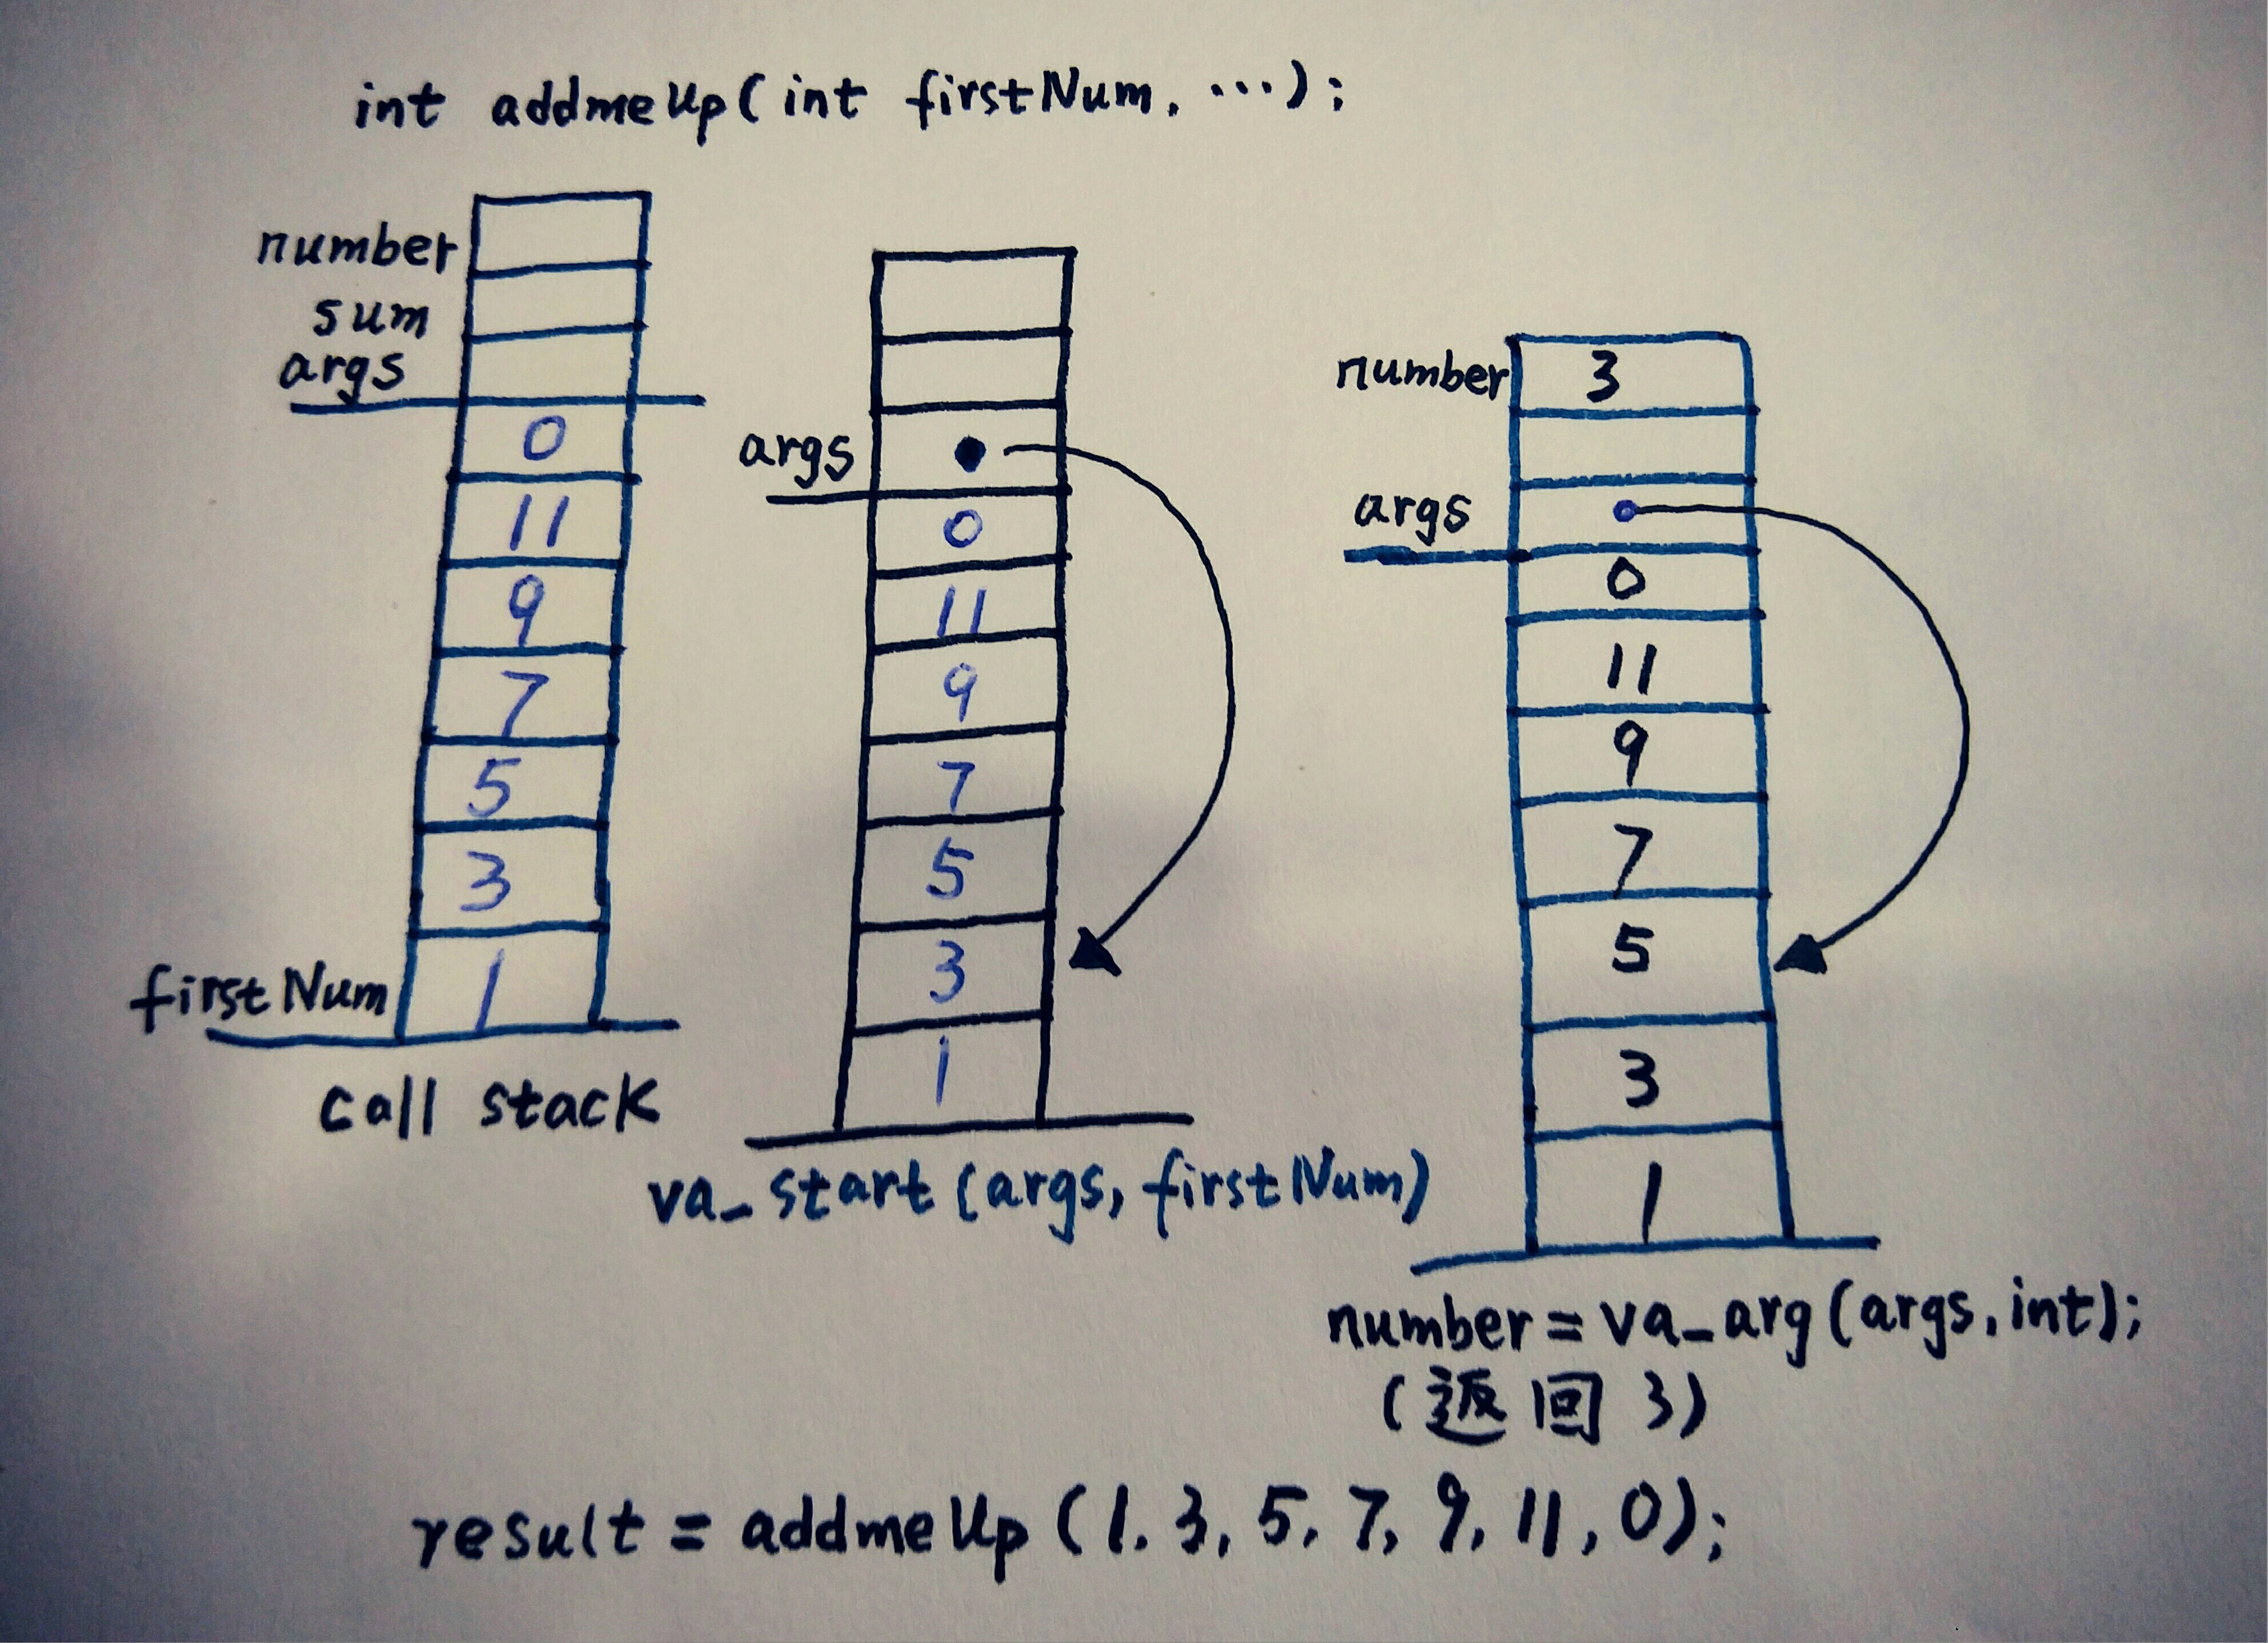 int addmeUp(int firstNum, ...);
number
sum
args
0
11
9
7
5
3
firstNum 1
call stack
args
0
11
9
7
5
3
1
va_start(args, firstNum)
number 3
args
0
11
9
7
5
3
1
number = va_arg(args, int);
(返回 3)
result = addmeUp(1, 3, 5, 7, 9, 11, 0);